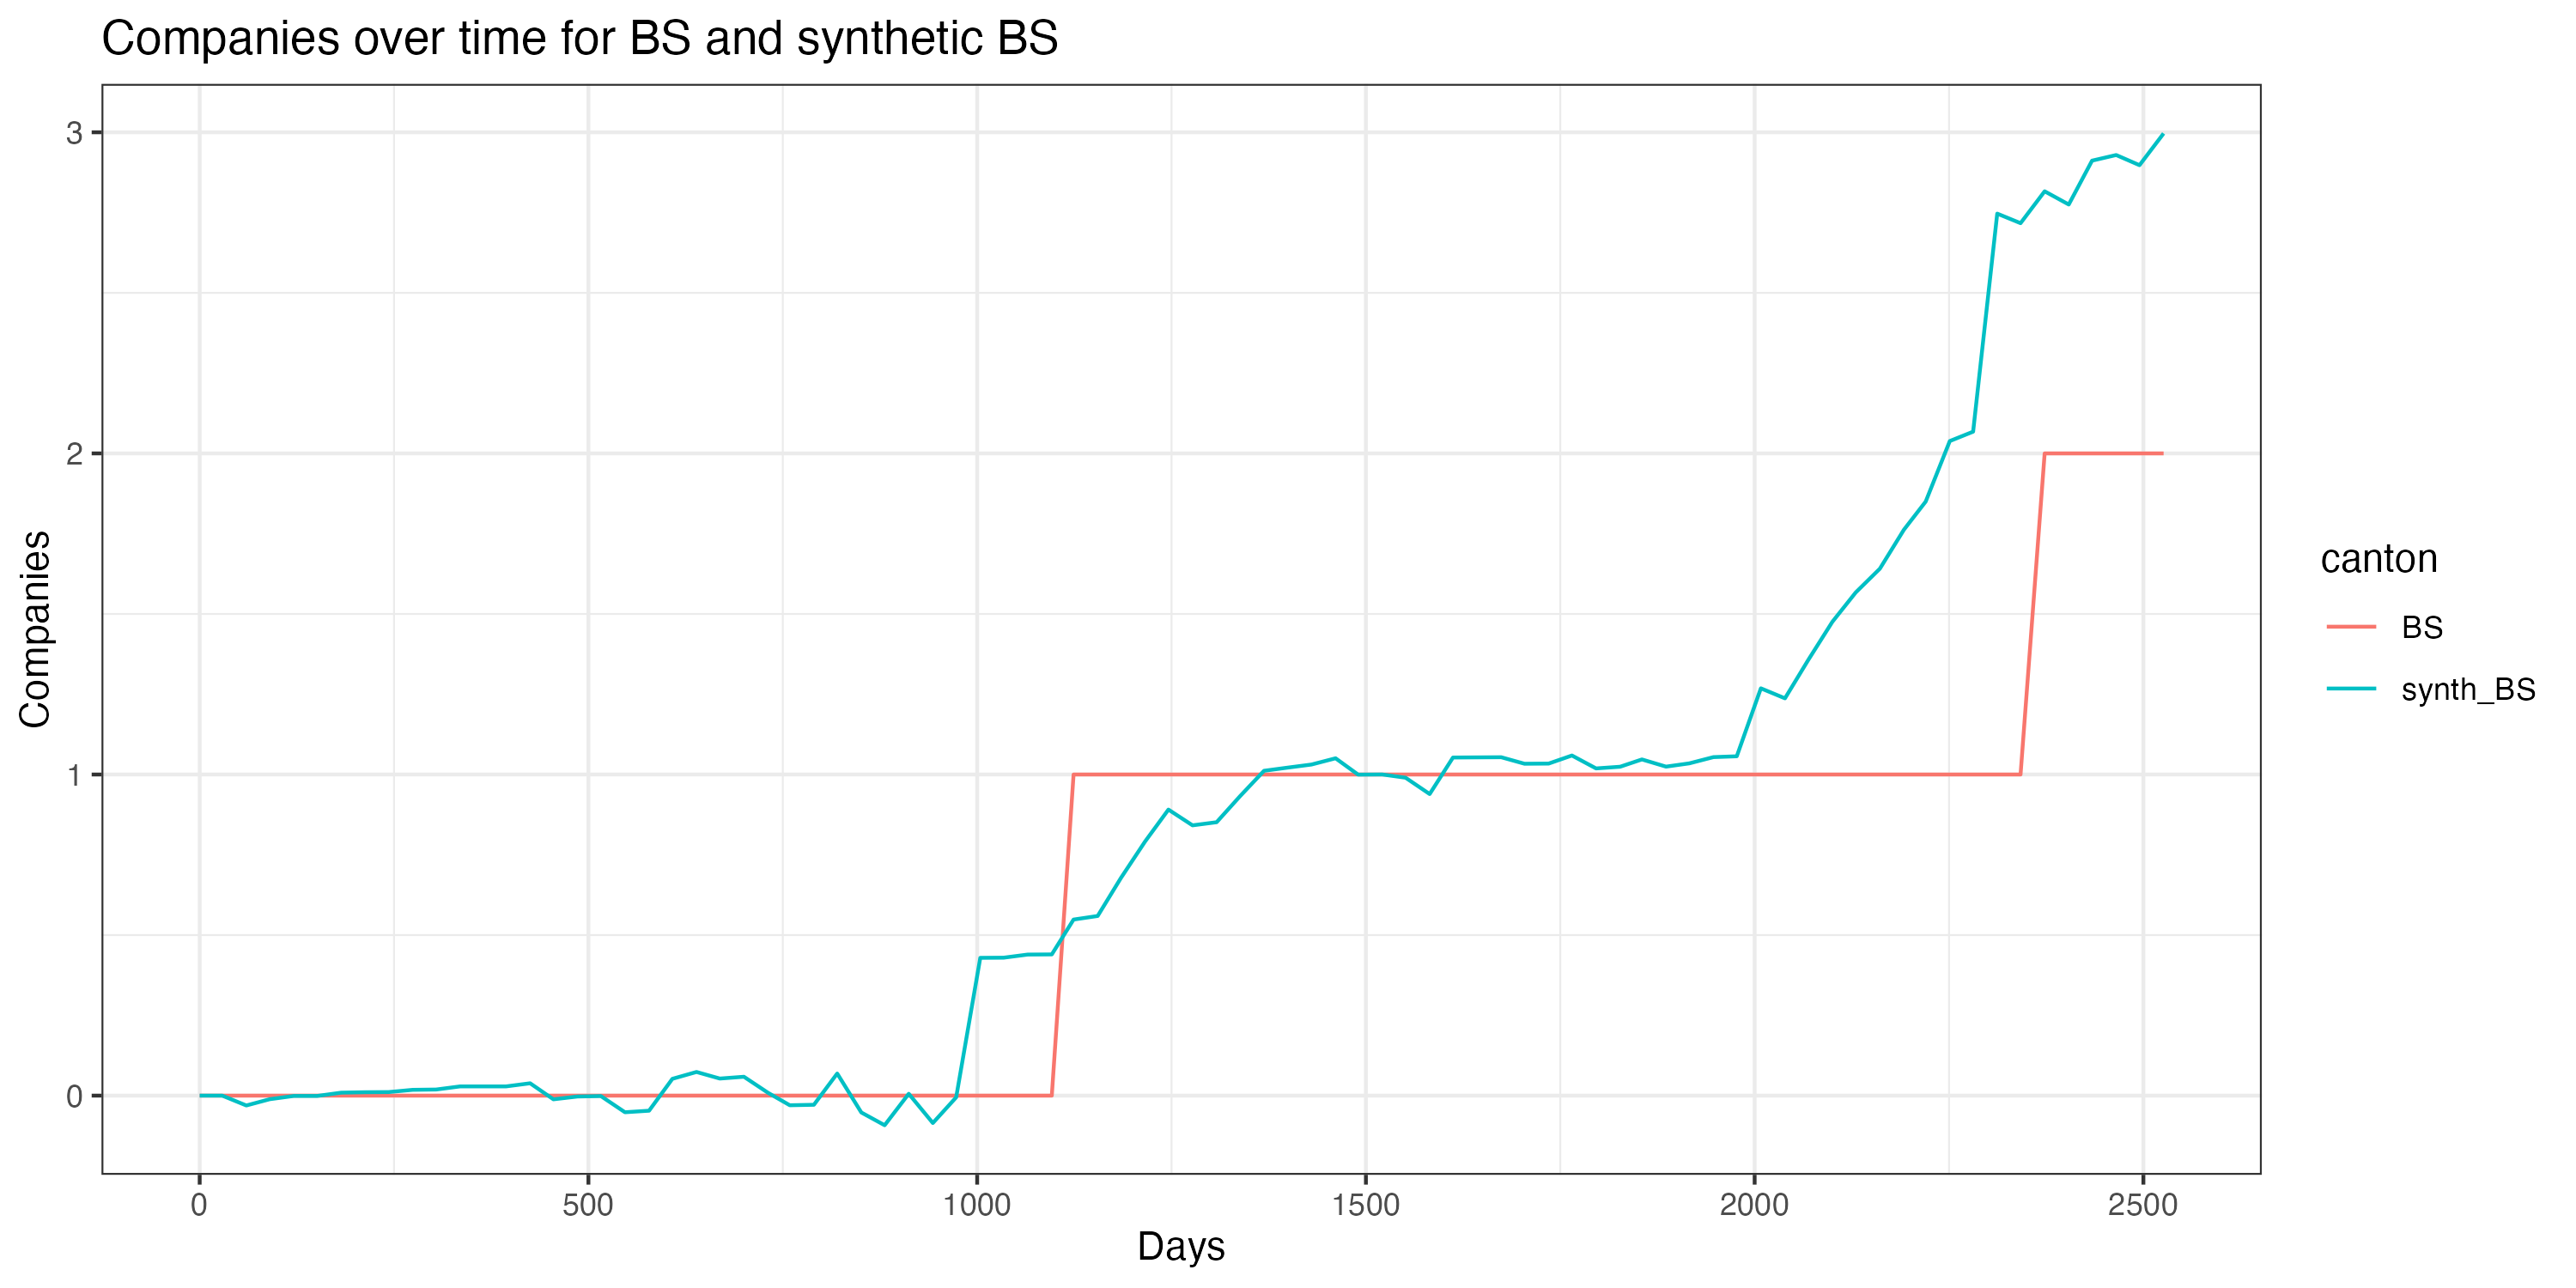 Companies over time for BS and synthetic BS
3
2
1
0
Companies
0 500 1000 1500 2000 2500
Days
canton
BS
synth_BS